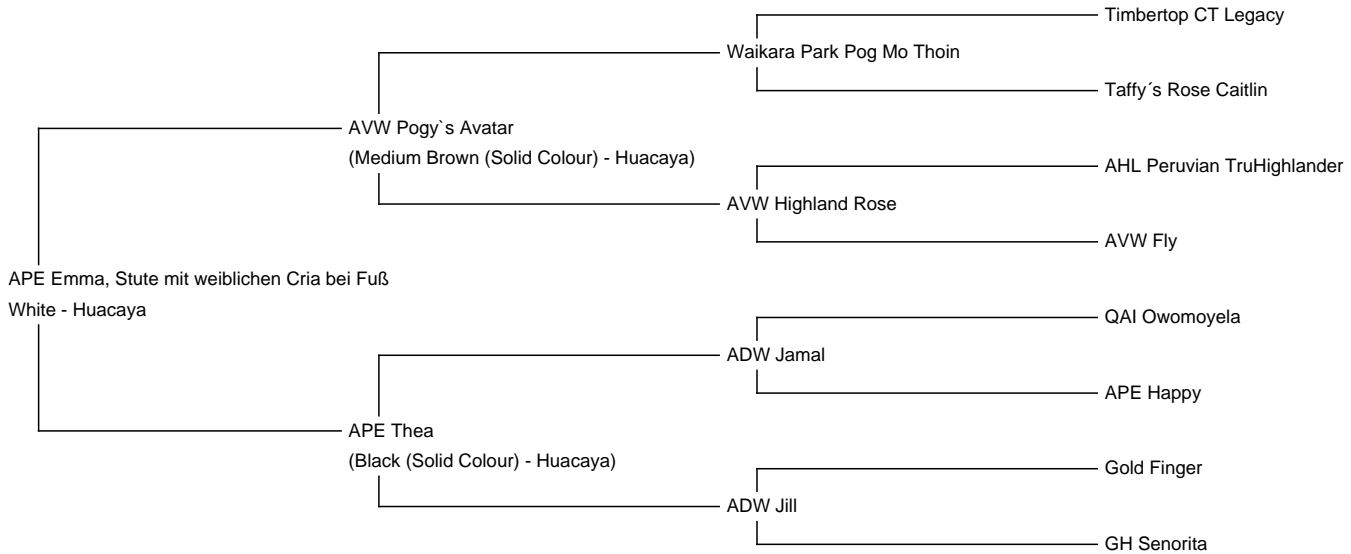 Timbertop CT Legacy
Waikara Park Pog Mo Thoin
Taffy´s Rose Caitlin
AVW Pogy`s Avatar
(Medium Brown (Solid Colour) - Huacaya)
AHL Peruvian TruHighlander
AVW Highland Rose
AVW Fly
APE Emma, Stute mit weiblichen Cria bei Fuß
White - Huacaya
QAI Owomoyela
ADW Jamal
APE Happy
APE Thea
(Black (Solid Colour) - Huacaya)
Gold Finger
ADW Jill
GH Senorita